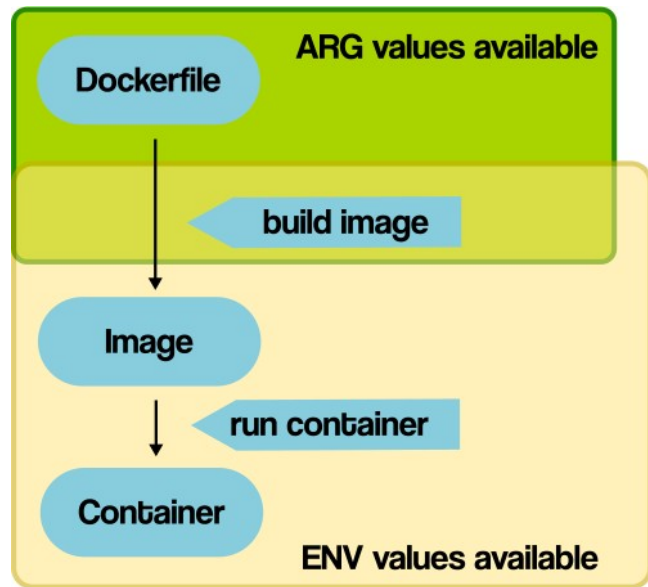 ARG values available
Dockerfile
build image
Image
run container
Container
ENV values available